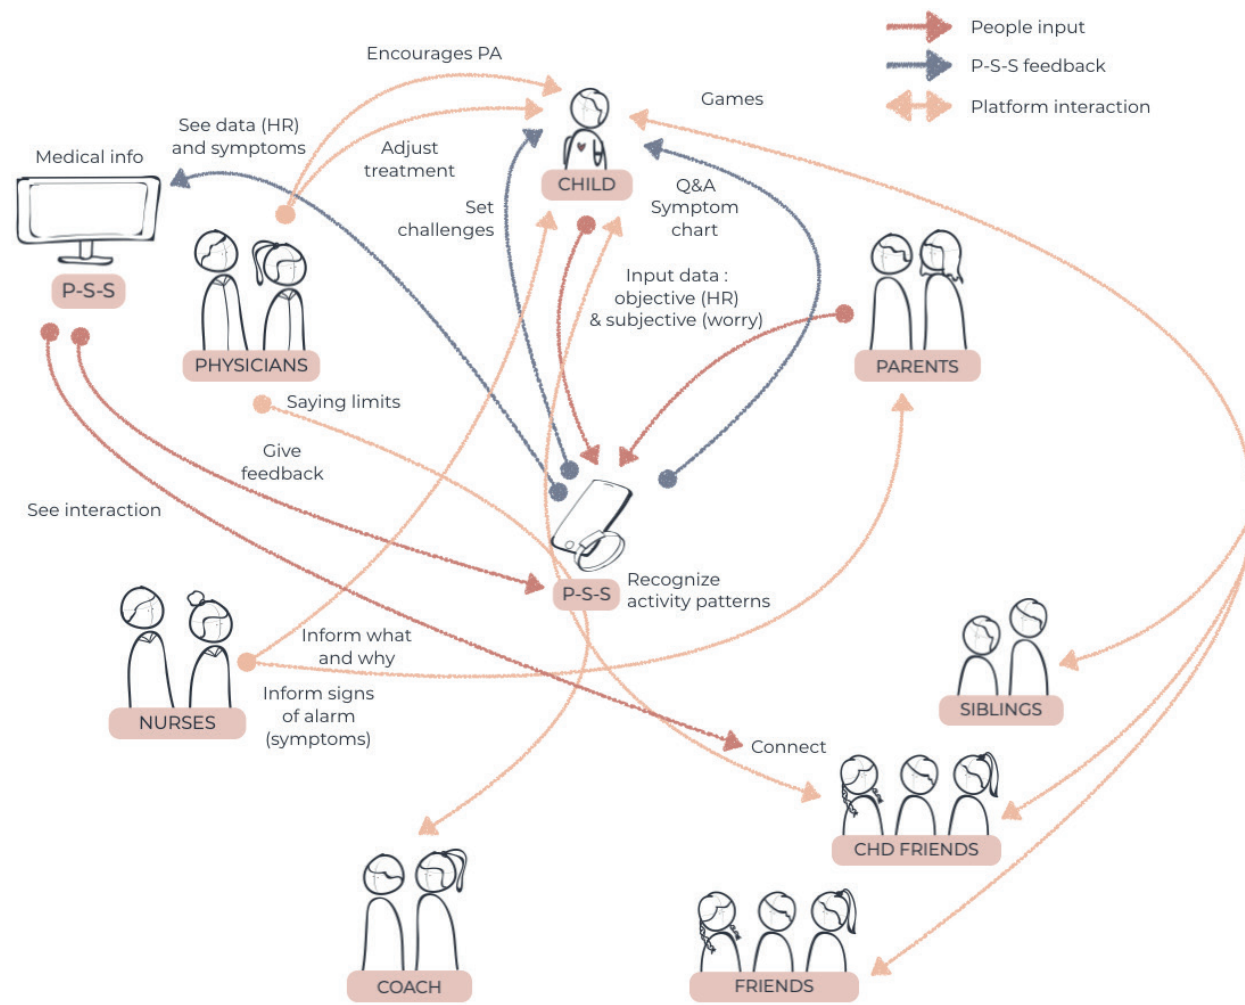 People input
P-S-S feedback
Platform interaction
Encourages PA
Games
See data (HR)
and symptoms
Medical info
Adjust
treatment
CHILD
Q&A
Symptom
chart
Set
challenges
P-S-S
Input data :
objective (HR)
& subjective (worry)
PHYSICIANS
PARENTS
Saying limits
Give
feedback
See interaction
P-S-S
Recognize
activity patterns
Inform what
and why
Inform signs
of alarm
(symptoms)
NURSES
SIBLINGS
Connect
CHD FRIENDS
COACH
FRIENDS